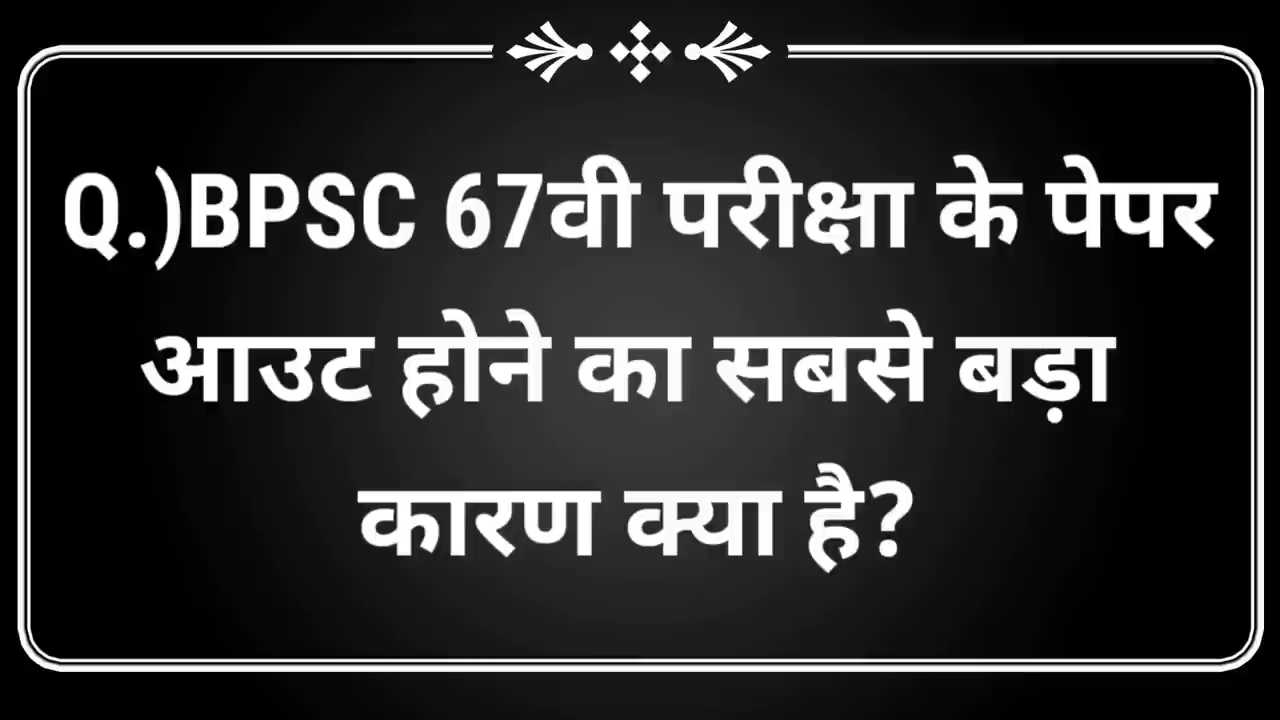 Q.)BPSC 67वी परीक्षा के पेपर
आउट होने का सबसे बड़ा
कारण क्या है?